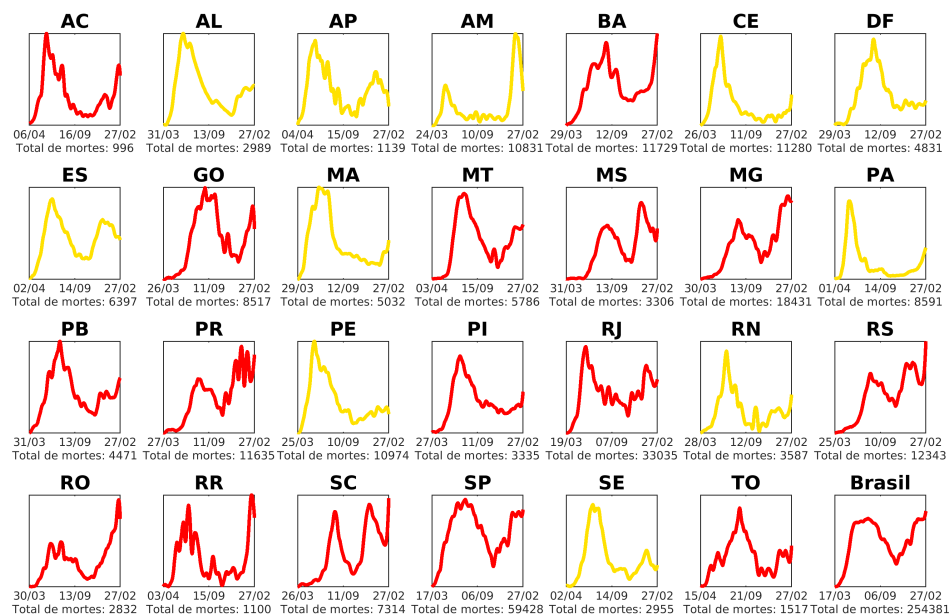 AC AL AP AM BA CE DF
06/04 16/09 27/02 31/03 13/09 27/02 04/04 15/09 27/02 24/03 10/09 27/02 29/03 12/09 27/02 26/03 11/09 27/02 29/03 12/09 27/02
Total de mortes: 996 Total de mortes: 2989 Total de mortes: 1139 Total de mortes: 10831 Total de mortes: 11729 Total de mortes: 11280 Total de mortes: 4831
ES GO MA MT MS MG PA
02/04 14/09 27/02 26/03 11/09 27/02 29/03 12/09 27/02 03/04 15/09 27/02 31/03 13/09 27/02 30/03 13/09 27/02 01/04 14/09 27/02
Total de mortes: 6397 Total de mortes: 8517 Total de mortes: 5032 Total de mortes: 5786 Total de mortes: 3306 Total de mortes: 18431 Total de mortes: 8591
PB PR PE PI RJ RN RS
31/03 13/09 27/02 27/03 11/09 27/02 25/03 10/09 27/02 27/03 11/09 27/02 19/03 07/09 27/02 28/03 12/09 27/02 25/03 10/09 27/02
Total de mortes: 4471 Total de mortes: 11635 Total de mortes: 10974 Total de mortes: 3335 Total de mortes: 33035 Total de mortes: 3587 Total de mortes: 12343
RO RR SC SP SE TO Brasil
30/03 13/09 27/02 03/04 15/09 27/02 26/03 11/09 27/02 17/03 06/09 27/02 02/04 14/09 27/02 15/04 21/09 27/02 17/03 06/09 27/02
Total de mortes: 2832 Total de mortes: 1100 Total de mortes: 7314 Total de mortes: 59428 Total de mortes: 2955 Total de mortes: 1517 Total de mortes: 254938